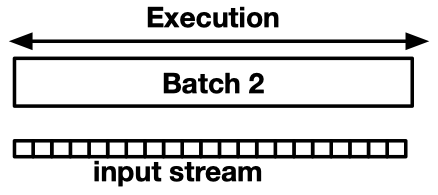 Execution
Batch 2
input stream